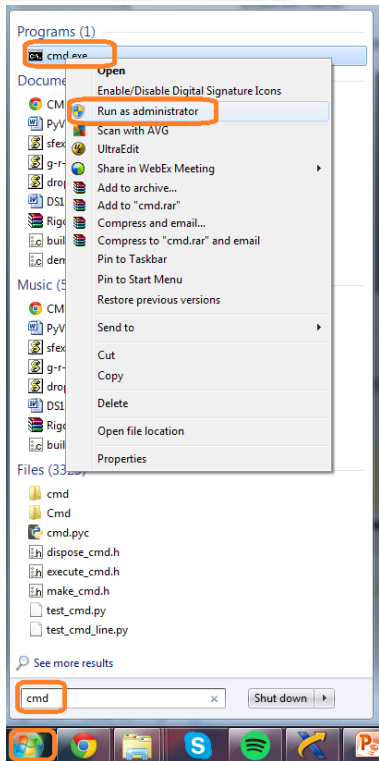 Programs (1)
cmd.exe
Open
Enable/Disable Digital Signature Icons
Run as administrator
Scan with AVG
UltraEdit
Share in WebEx Meeting
Add to archive...
Add to "cmd.rar"
Compress and email...
Compress to "cmd.rar" and email
Pin to Taskbar
Pin to Start Menu
Restore previous versions
Send to
Cut
Copy
Delete
Open file location
Properties
Docume
CM
PyV
sfex
g-r-
drop
DS1
Rigo
buil
den
Music (5
CM
PyV
sfex
g-r-
drop
DS1
Rigo
buil
Files (3325)
cmd
Cmd
cmd.pyc
dispose_cmd.h
execute_cmd.h
make_cmd.h
test_cmd.py
test_cmd_line.py
See more results
cmd
Shut down